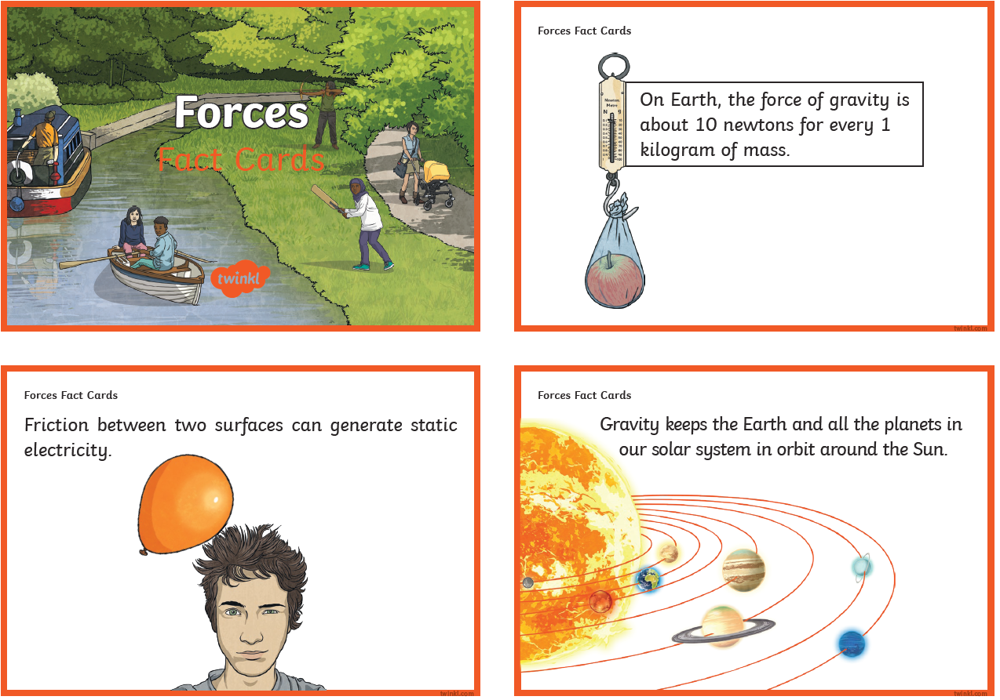 Forces
Fact Cards
twinkl
Forces Fact Cards
Newton
Metre
N g
On Earth, the force of gravity is
about 10 newtons for every 1
kilogram of mass.
twinkl.com
Forces Fact Cards
Friction between two surfaces can generate static
electricity.
twinkl.com
Forces Fact Cards
Gravity keeps the Earth and all the planets in
our solar system in orbit around the Sun.
twinkl.com